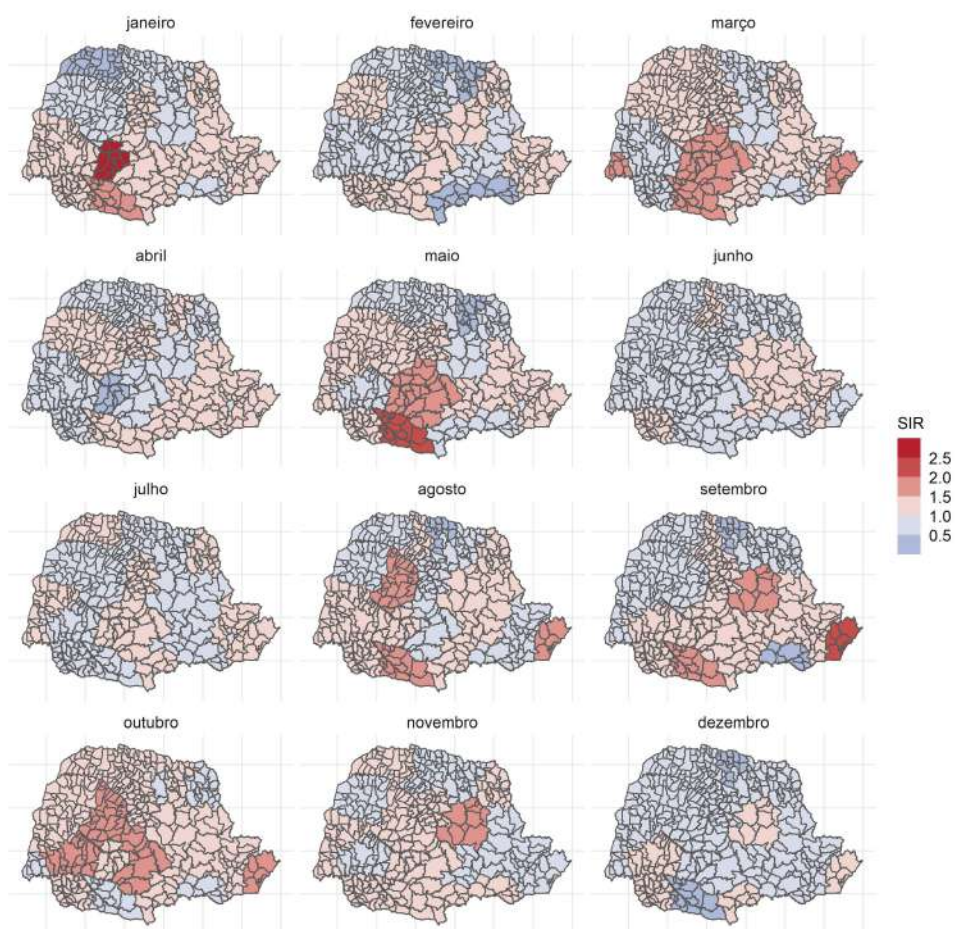 janeiro
fevereiro
março
abril
maio
junho
SIR
2.5
2.0
1.5
1.0
0.5
julho
agosto
setembro
outubro
novembro
dezembro